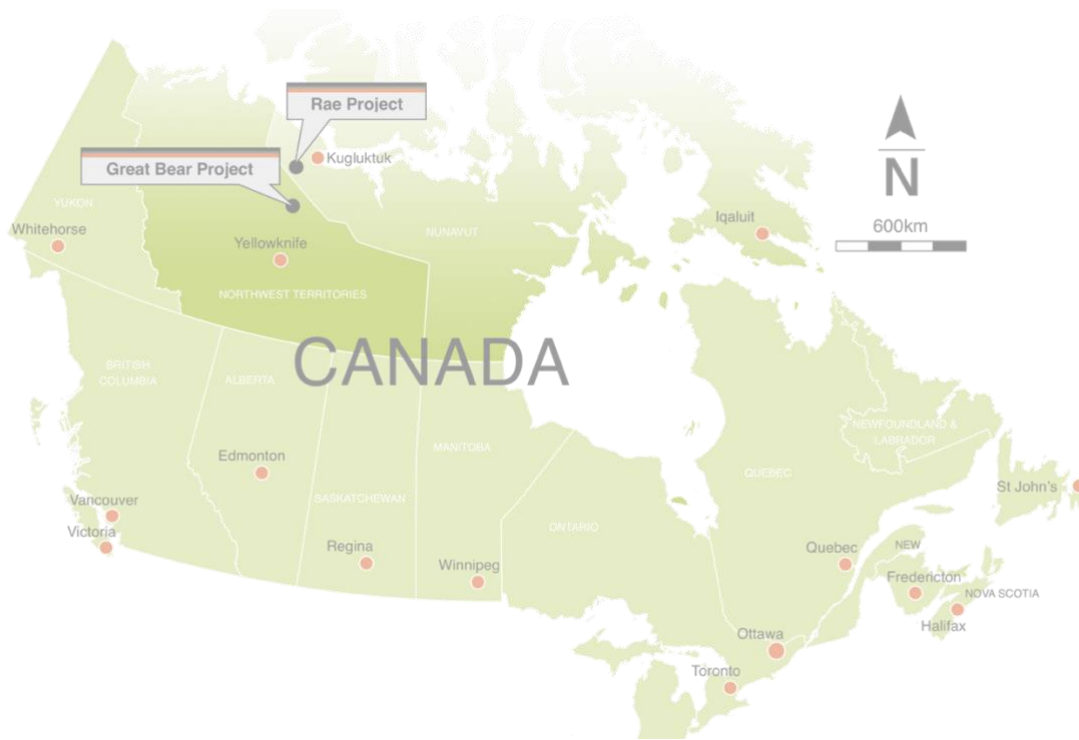 Rae Project
Kugluktuk
Great Bear Project
N
600km
YUKON
Whitehorse
Iqaluit
NUNAVUT
Yellowknife
NORTHWEST TERRITORIES
CANADA
BRITISH
COLUMBIA
ALBERTA
NEWFOUNDLAND &
LABRADOR
MANITOBA
Edmonton
QUEBEC
SASKATCHEWAN
St John's
Vancouver
ONTARIO
Victoria
Regina
Quebec
NEW
Winnipeg
Fredericton
NOVA SCOTIA
Halifax
Ottawa
Toronto